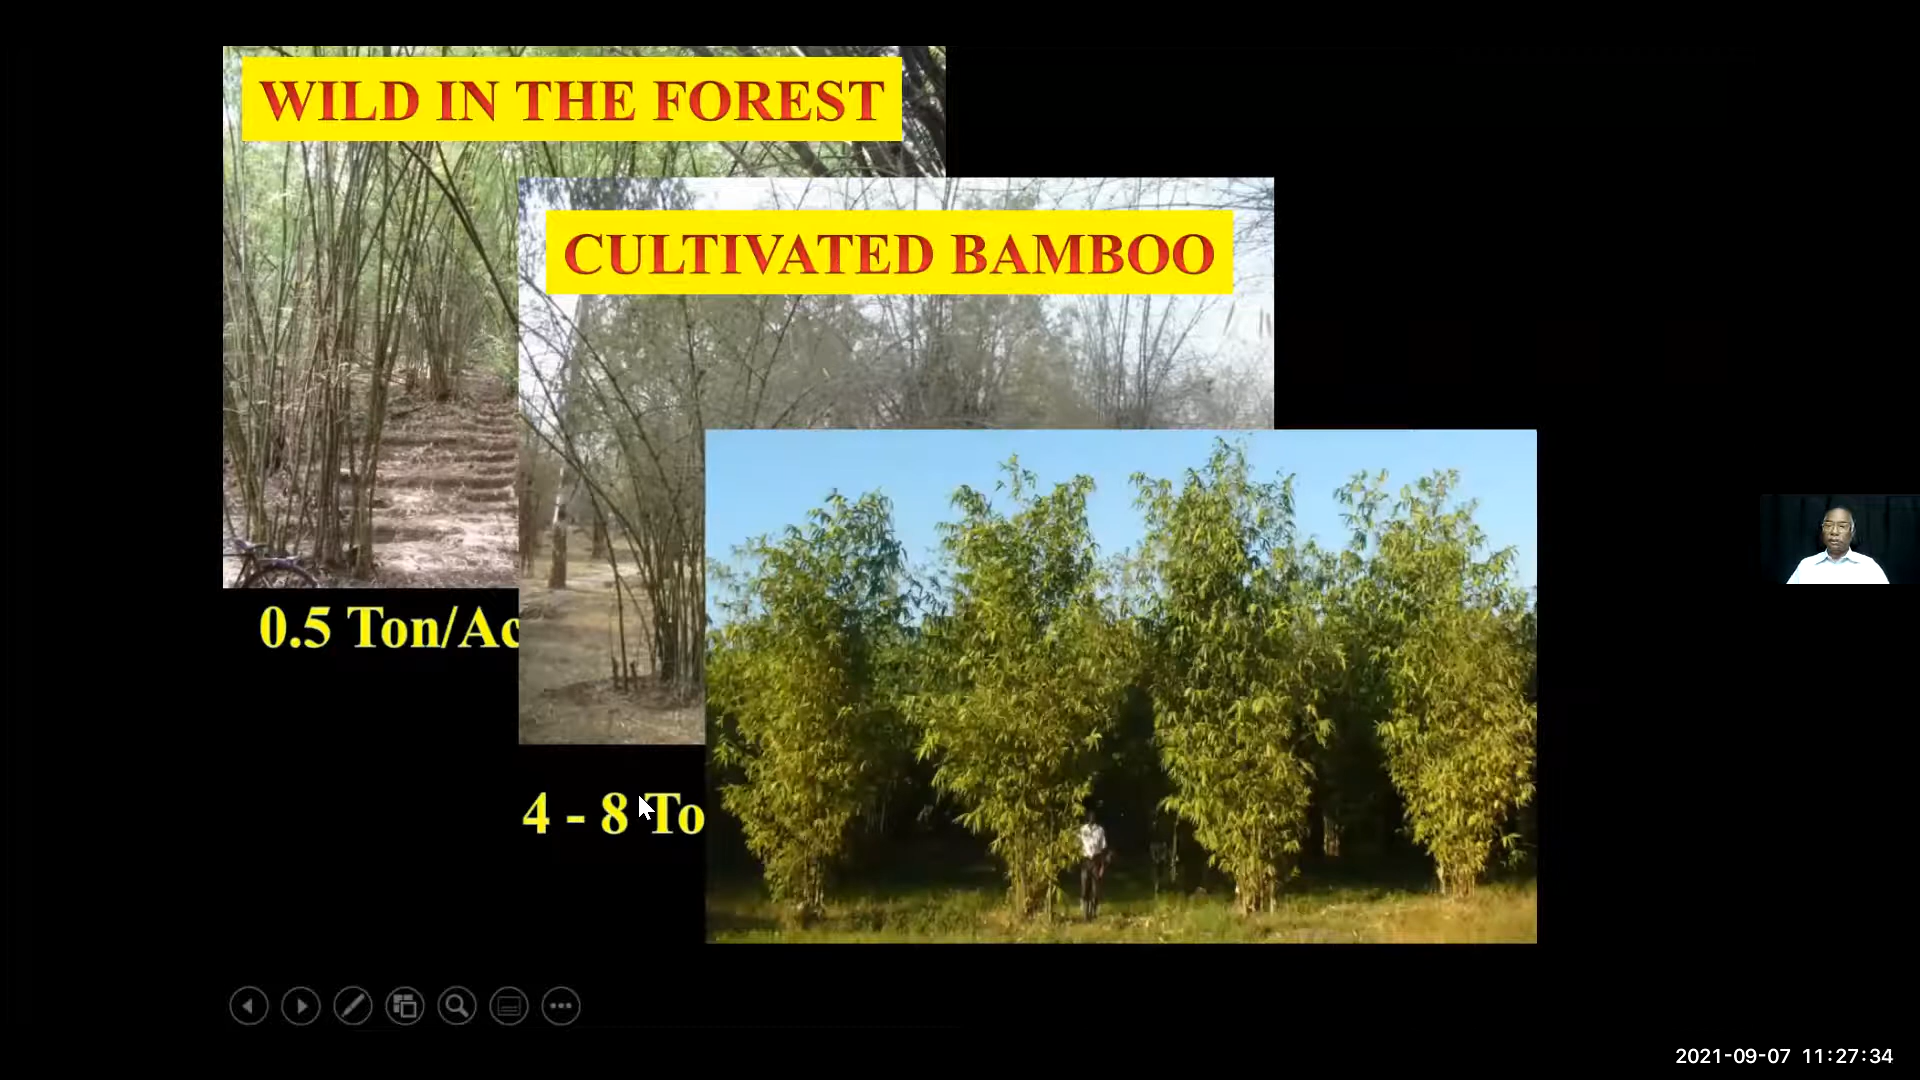 WILD IN THE FOREST
CULTIVATED BAMBOO
0.5 Ton/Ac
4 - 8 To
2021-09-07 11:27:34